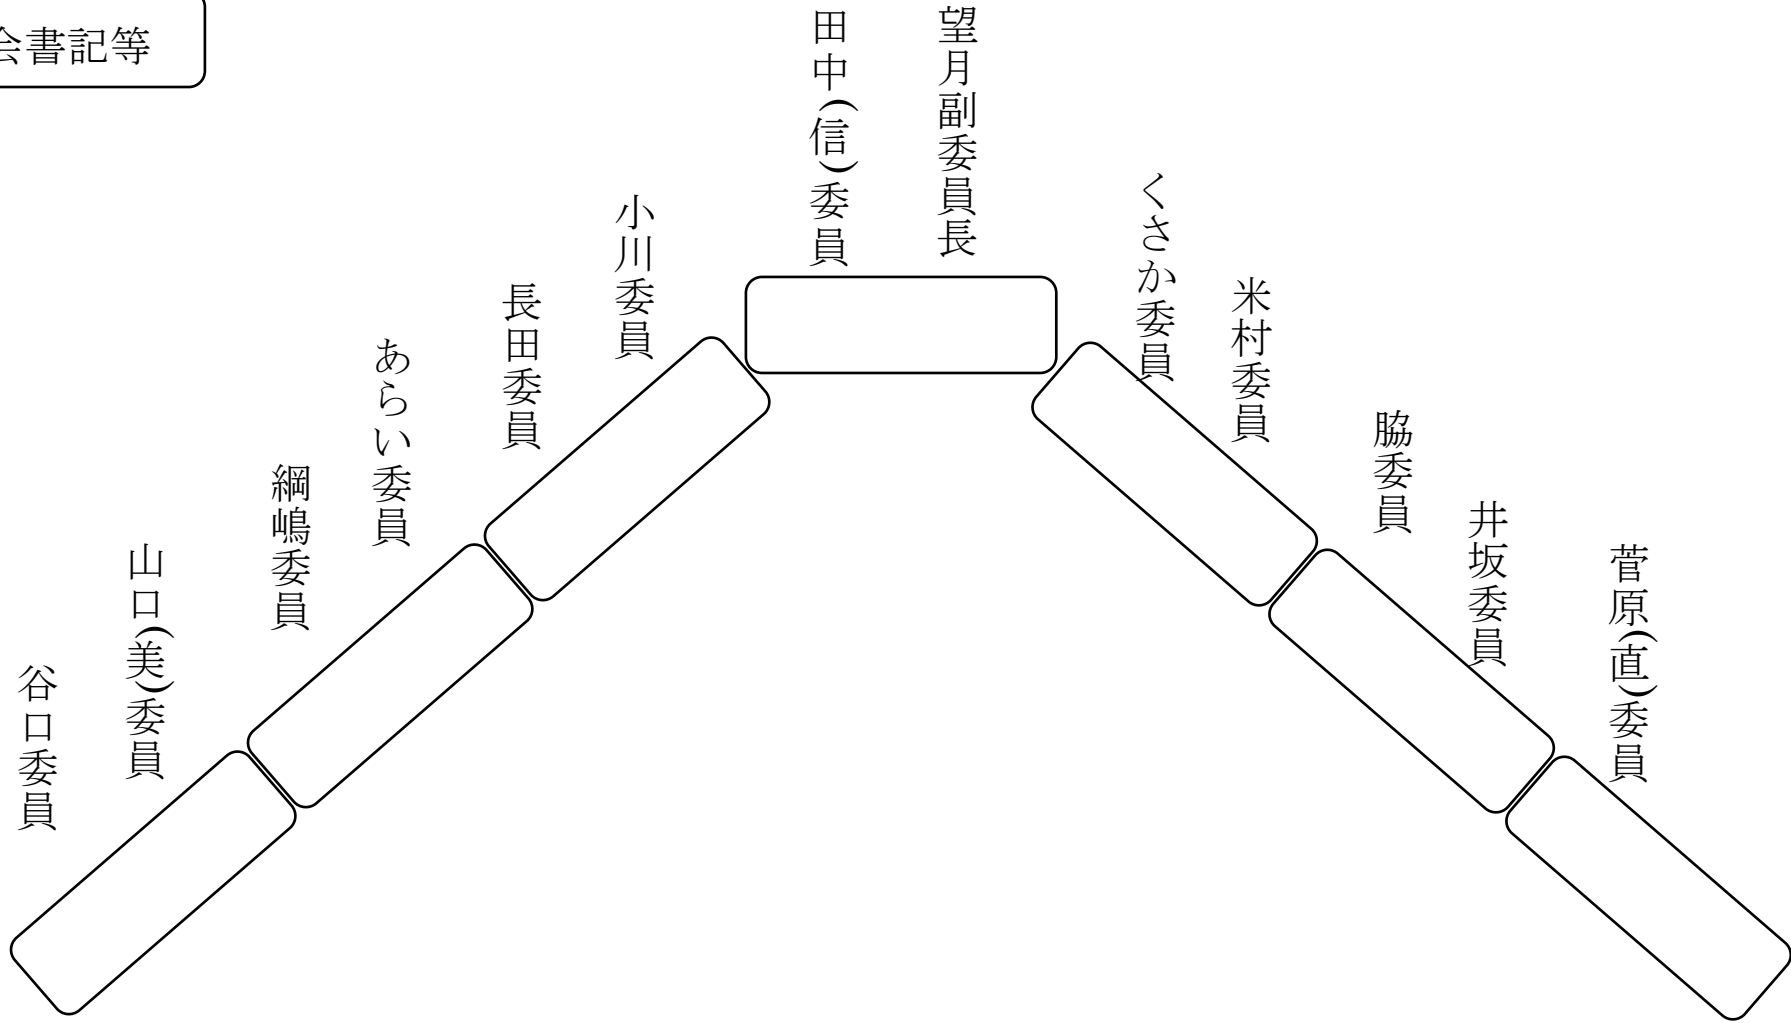 会書記等
谷口委員
山口(美)委員
綱嶋委員
あらい委員
長田委員
小川委員
田中(信)委員
望月副委員長
くさか委員
米村委員
脇委員
井坂委員
菅原(直)委員